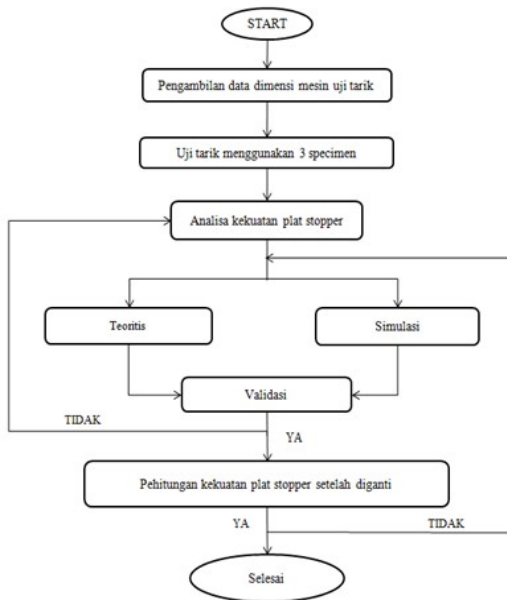 START
Pengambilan data dimensi mesin uji tarik
Uji tarik menggunakan 3 specimen
Analisa kekuatan plat stopper
Teoritis
Simulasi
Validasi
TIDAK
YA
Pehitungan kekuatan plat stopper setelah diganti
YA
TIDAK
Selesai